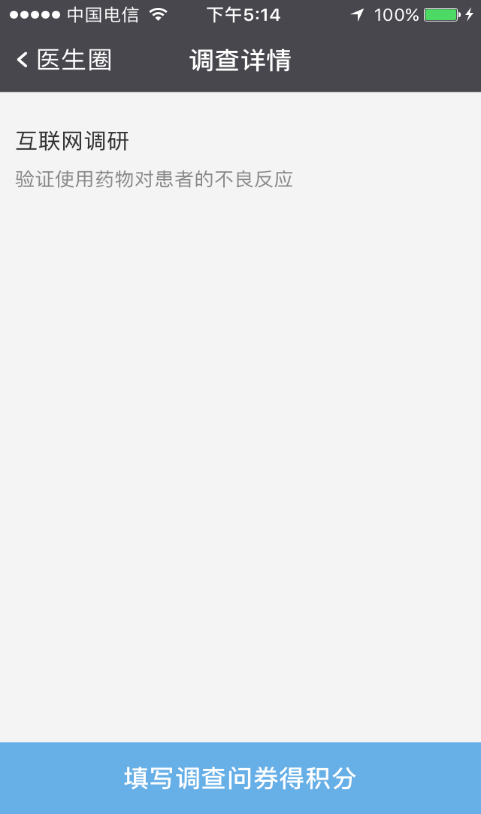 中国电信 下午5:14 100%
医生圈 调查详情
互联网调研
验证使用药物对患者的不良反应
填写调查问券得积分